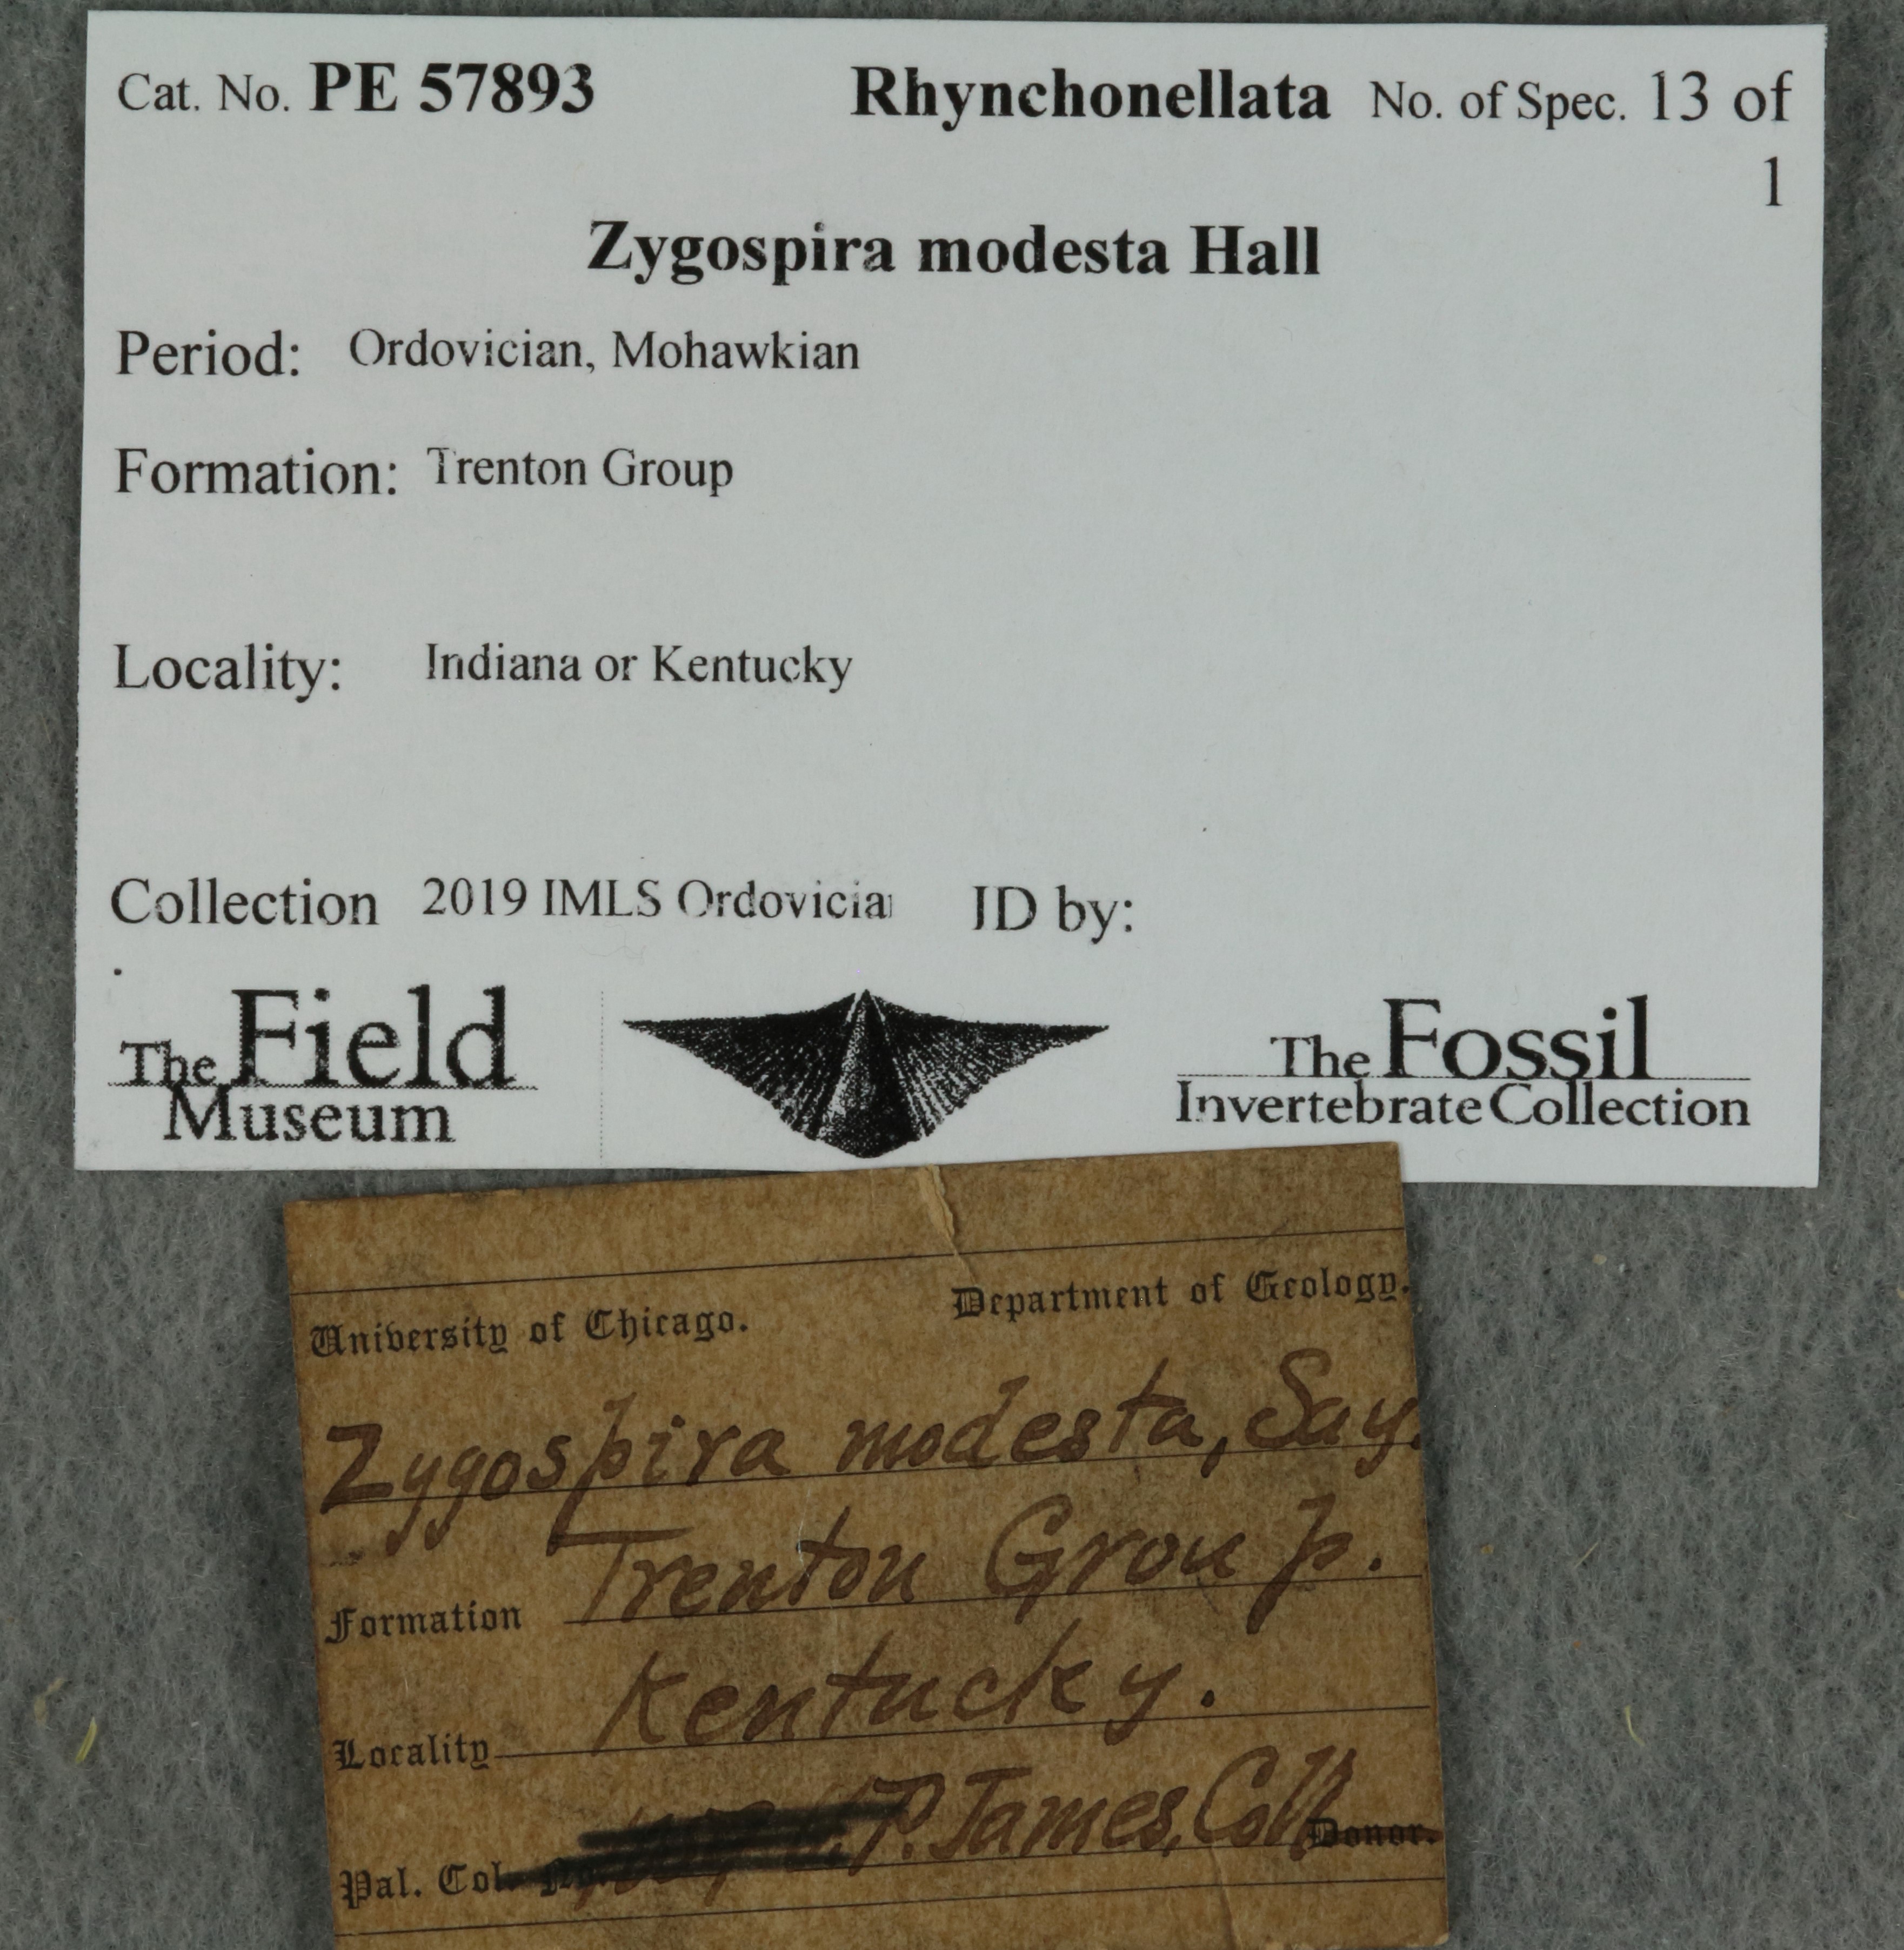 Cat. No. PE 57893 Rhynchonellata No. of Spec. 13 of
1
Zygospira modesta Hall
Period: Ordovician, Mohawkian
Formation: Trenton Group
Locality: Indiana or Kentucky
Collection 2019 IMLS Ordovicia ID by:
The Field
Museum
The Fossil
Invertebrate Collection
University of Chicago. Department of Geology.
Zygospira modesta, Say.
Formation Trenton Group.
Locality Kentucky.
Pal. Col. No. P. James, Coll Donor.